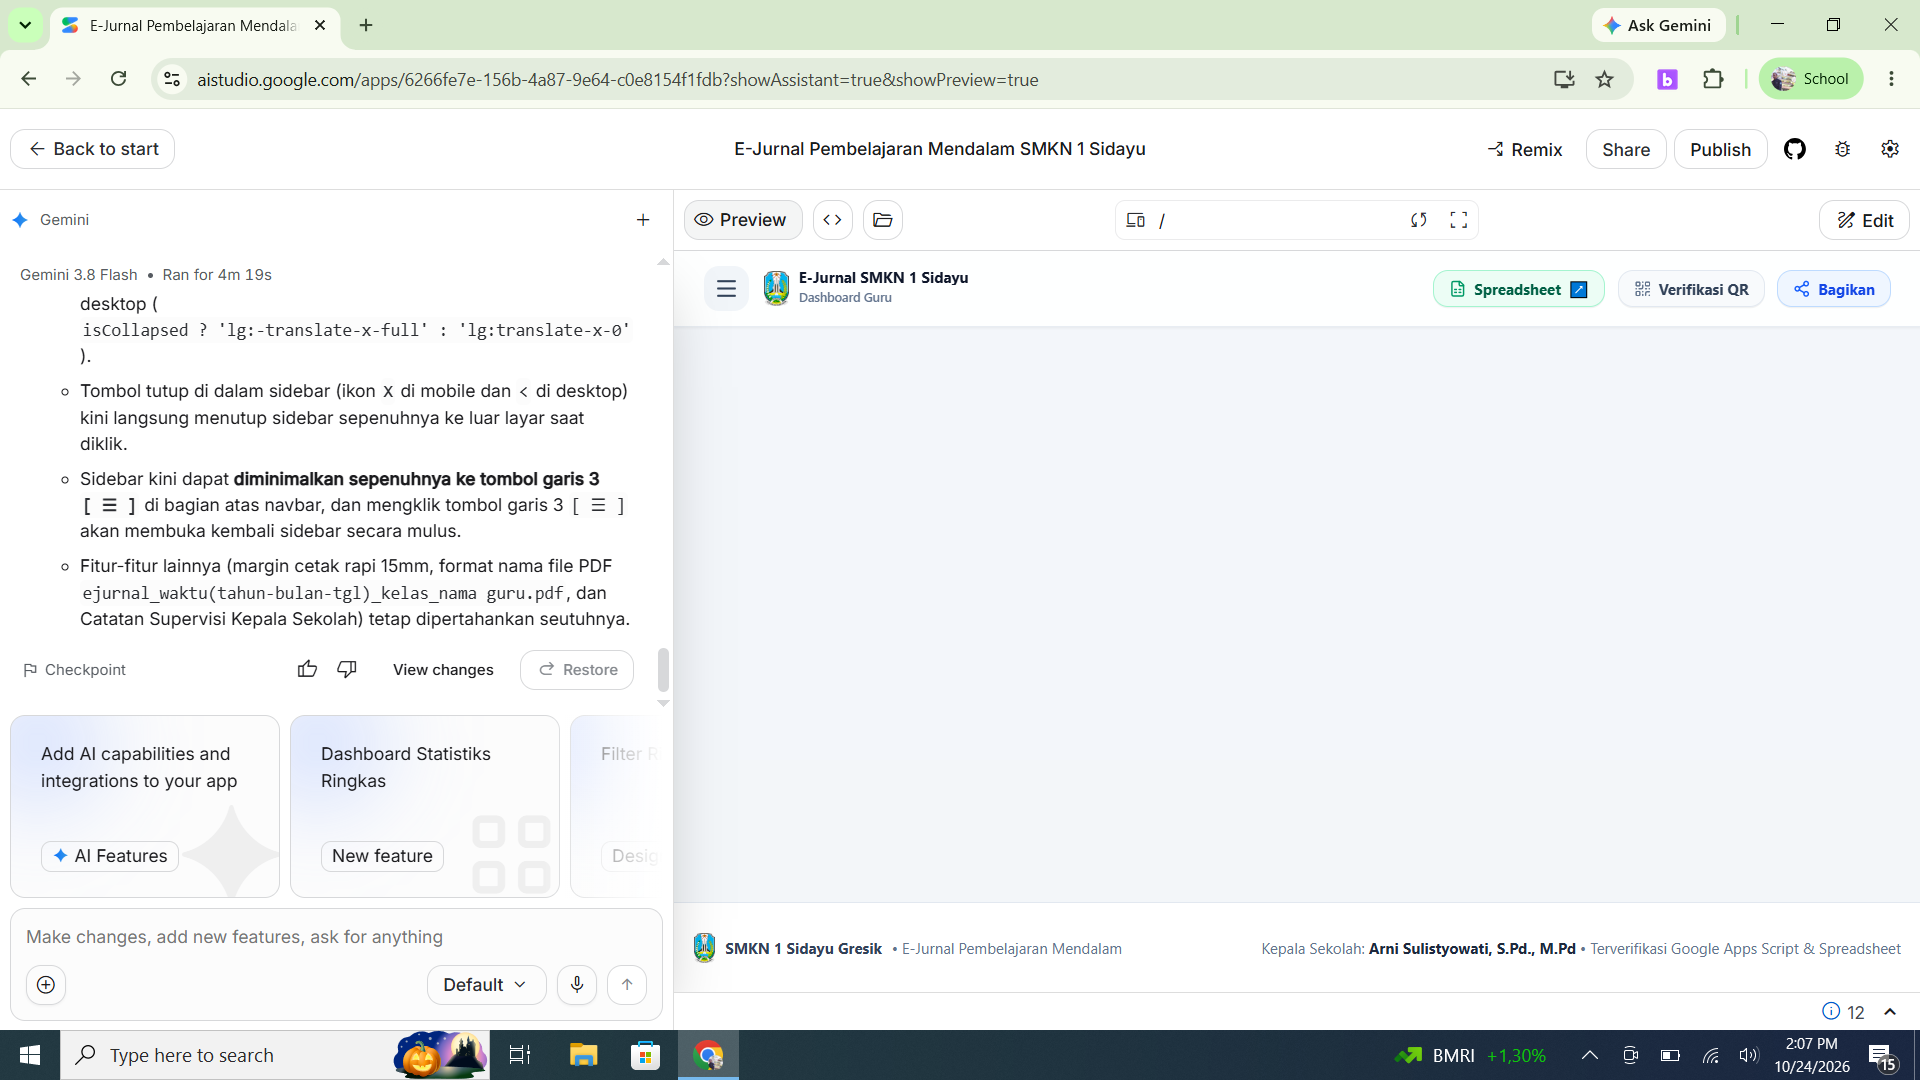 E-Jurnal Pembelajaran Mendala
Ask Gemini
aistudio.google.com/apps/6266fe7e-156b-4a87-9e64-c0e8154f1fdb?showAssistant=true&showPreview=true
School
Back to start
E-Jurnal Pembelajaran Mendalam SMKN 1 Sidayu
Remix
Share
Publish
Gemini
Preview
/
Edit
Gemini 3.8 Flash • Ran for 4m 19s
desktop (
isCollapsed ? 'lg:-translate-x-full' : 'lg:translate-x-0'
).
Tombol tutup di dalam sidebar (ikon X di mobile dan < di desktop)
kini langsung menutup sidebar sepenuhnya ke luar layar saat
diklik.
Sidebar kini dapat diminimalkan sepenuhnya ke tombol garis 3
[ ☰ ] di bagian atas navbar, dan mengklik tombol garis 3 [ ☰ ]
akan membuka kembali sidebar secara mulus.
Fitur-fitur lainnya (margin cetak rapi 15mm, format nama file PDF
ejurnal_waktu(tahun-bulan-tgl)_kelas_nama guru.pdf, dan
Catatan Supervisi Kepala Sekolah) tetap dipertahankan seutuhnya.
Checkpoint
View changes
Restore
Add AI capabilities and
integrations to your app
AI Features
Dashboard Statistiks
Ringkas
New feature
Filter R
Desig
Make changes, add new features, ask for anything
Default
E-Jurnal SMKN 1 Sidayu
Dashboard Guru
Spreadsheet
Verifikasi QR
Bagikan
SMKN 1 Sidayu Gresik • E-Jurnal Pembelajaran Mendalam
Kepala Sekolah: Arni Sulistyowati, S.Pd., M.Pd • Terverifikasi Google Apps Script & Spreadsheet
12
Type here to search
BMRI +1,30%
2:07 PM
10/24/2026
15